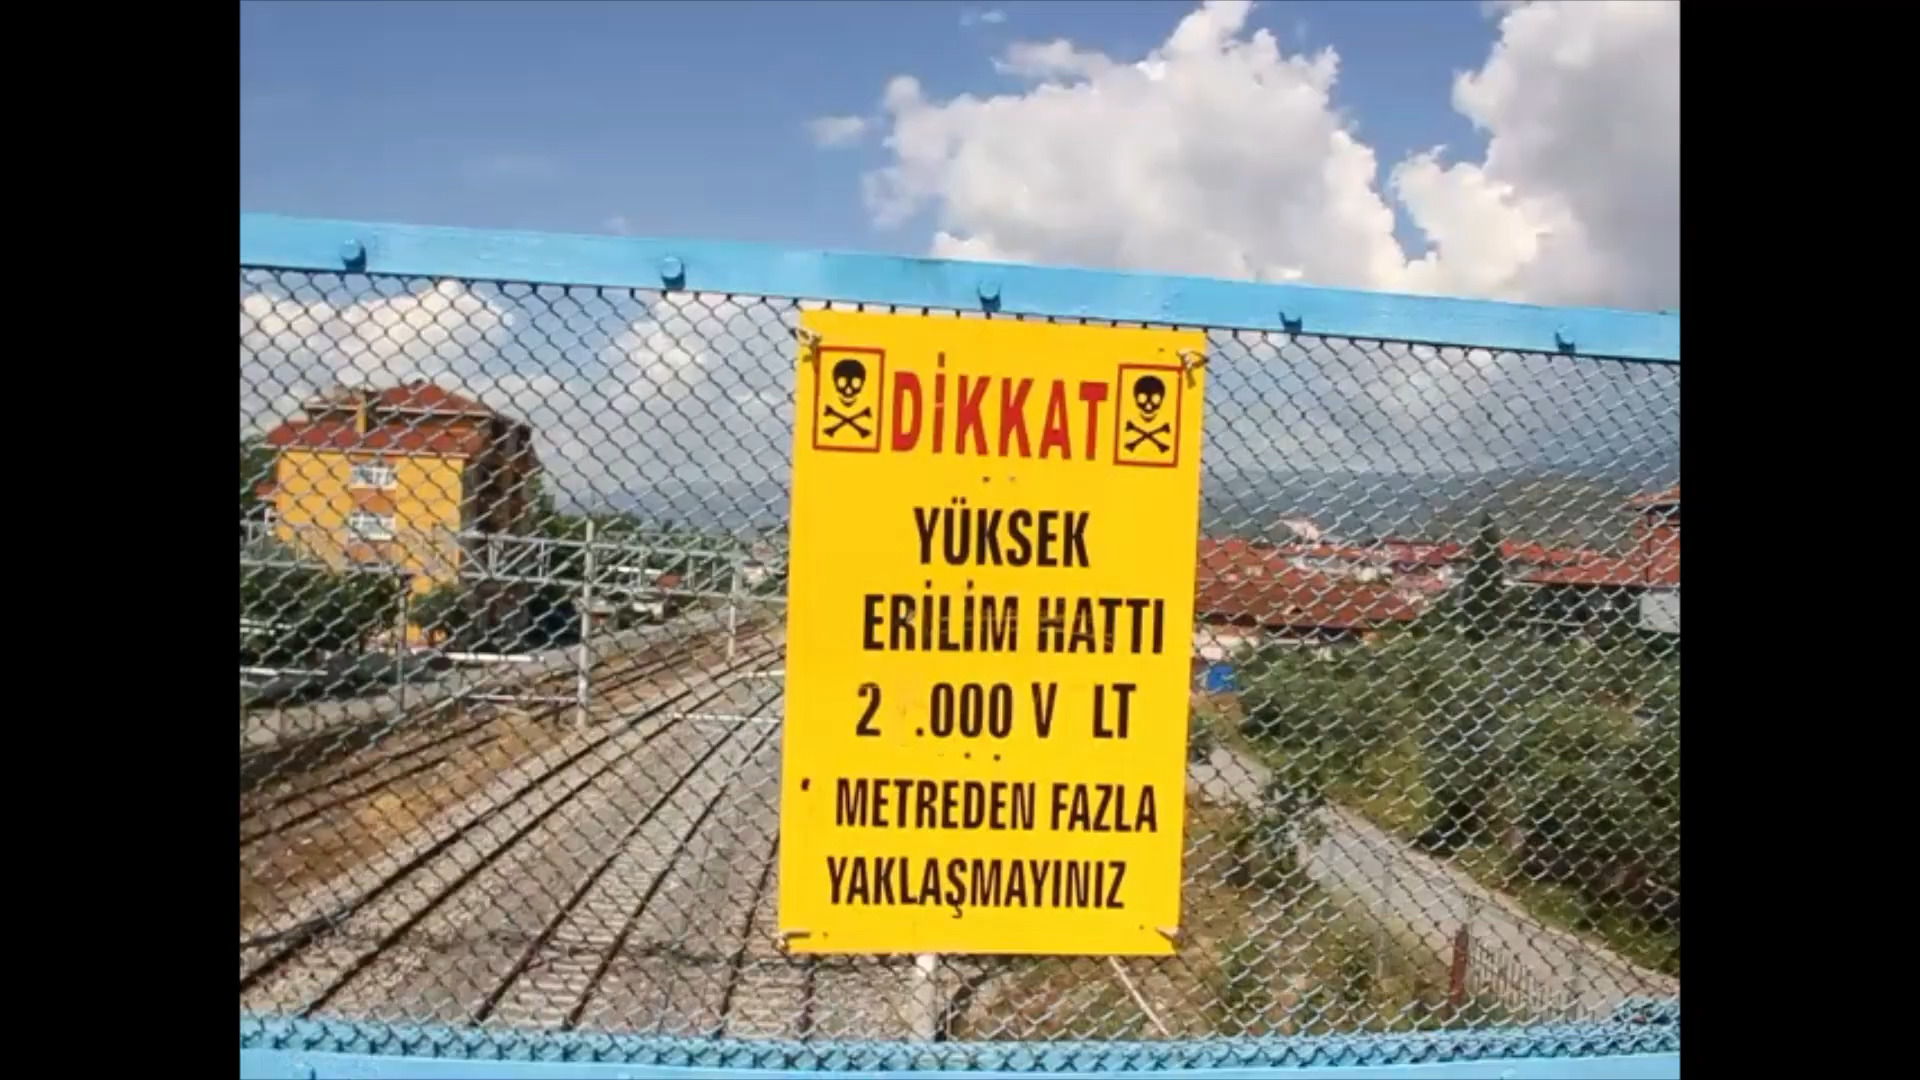 DİKKAT
YÜKSEK
ERİLİM HATTI
2 .000 V LT
METREDEN FAZLA
YAKLAŞMAYINIZ